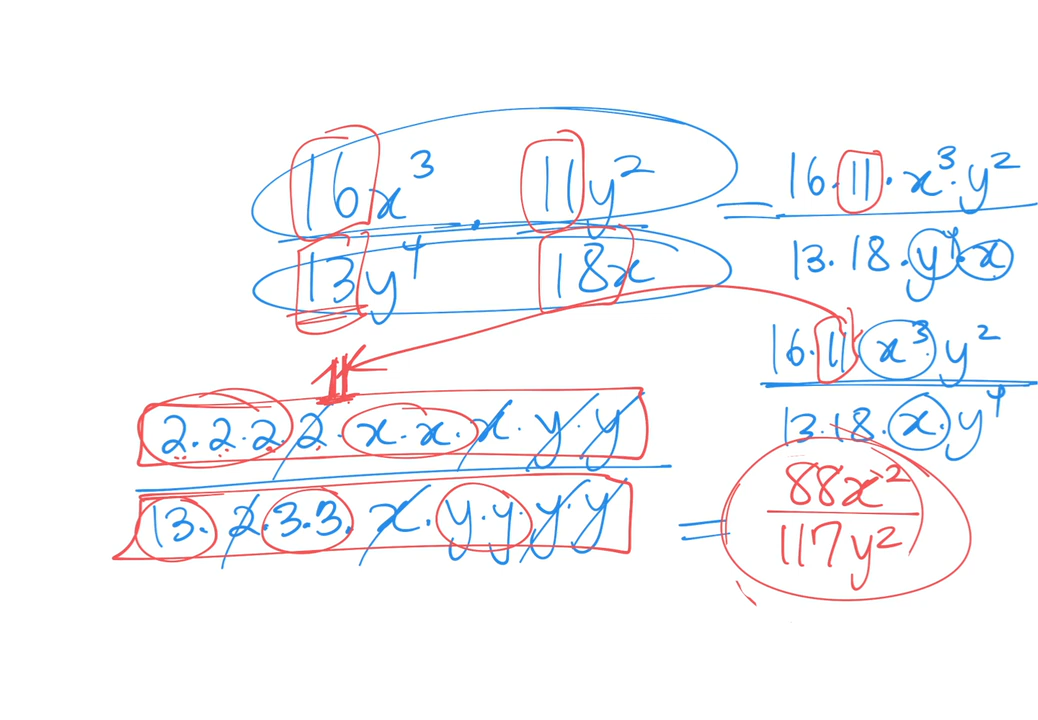 16x³ · 11y² = 16·11·x³·y²
13y⁴ 18x 13·18·y⁴·x
16·11 x³ y²
13·18·x·y⁴
11
2·2·2·2·x·x·x·y·y
13·2·3·3·x·y·y·y·y
= 88x²
117y²